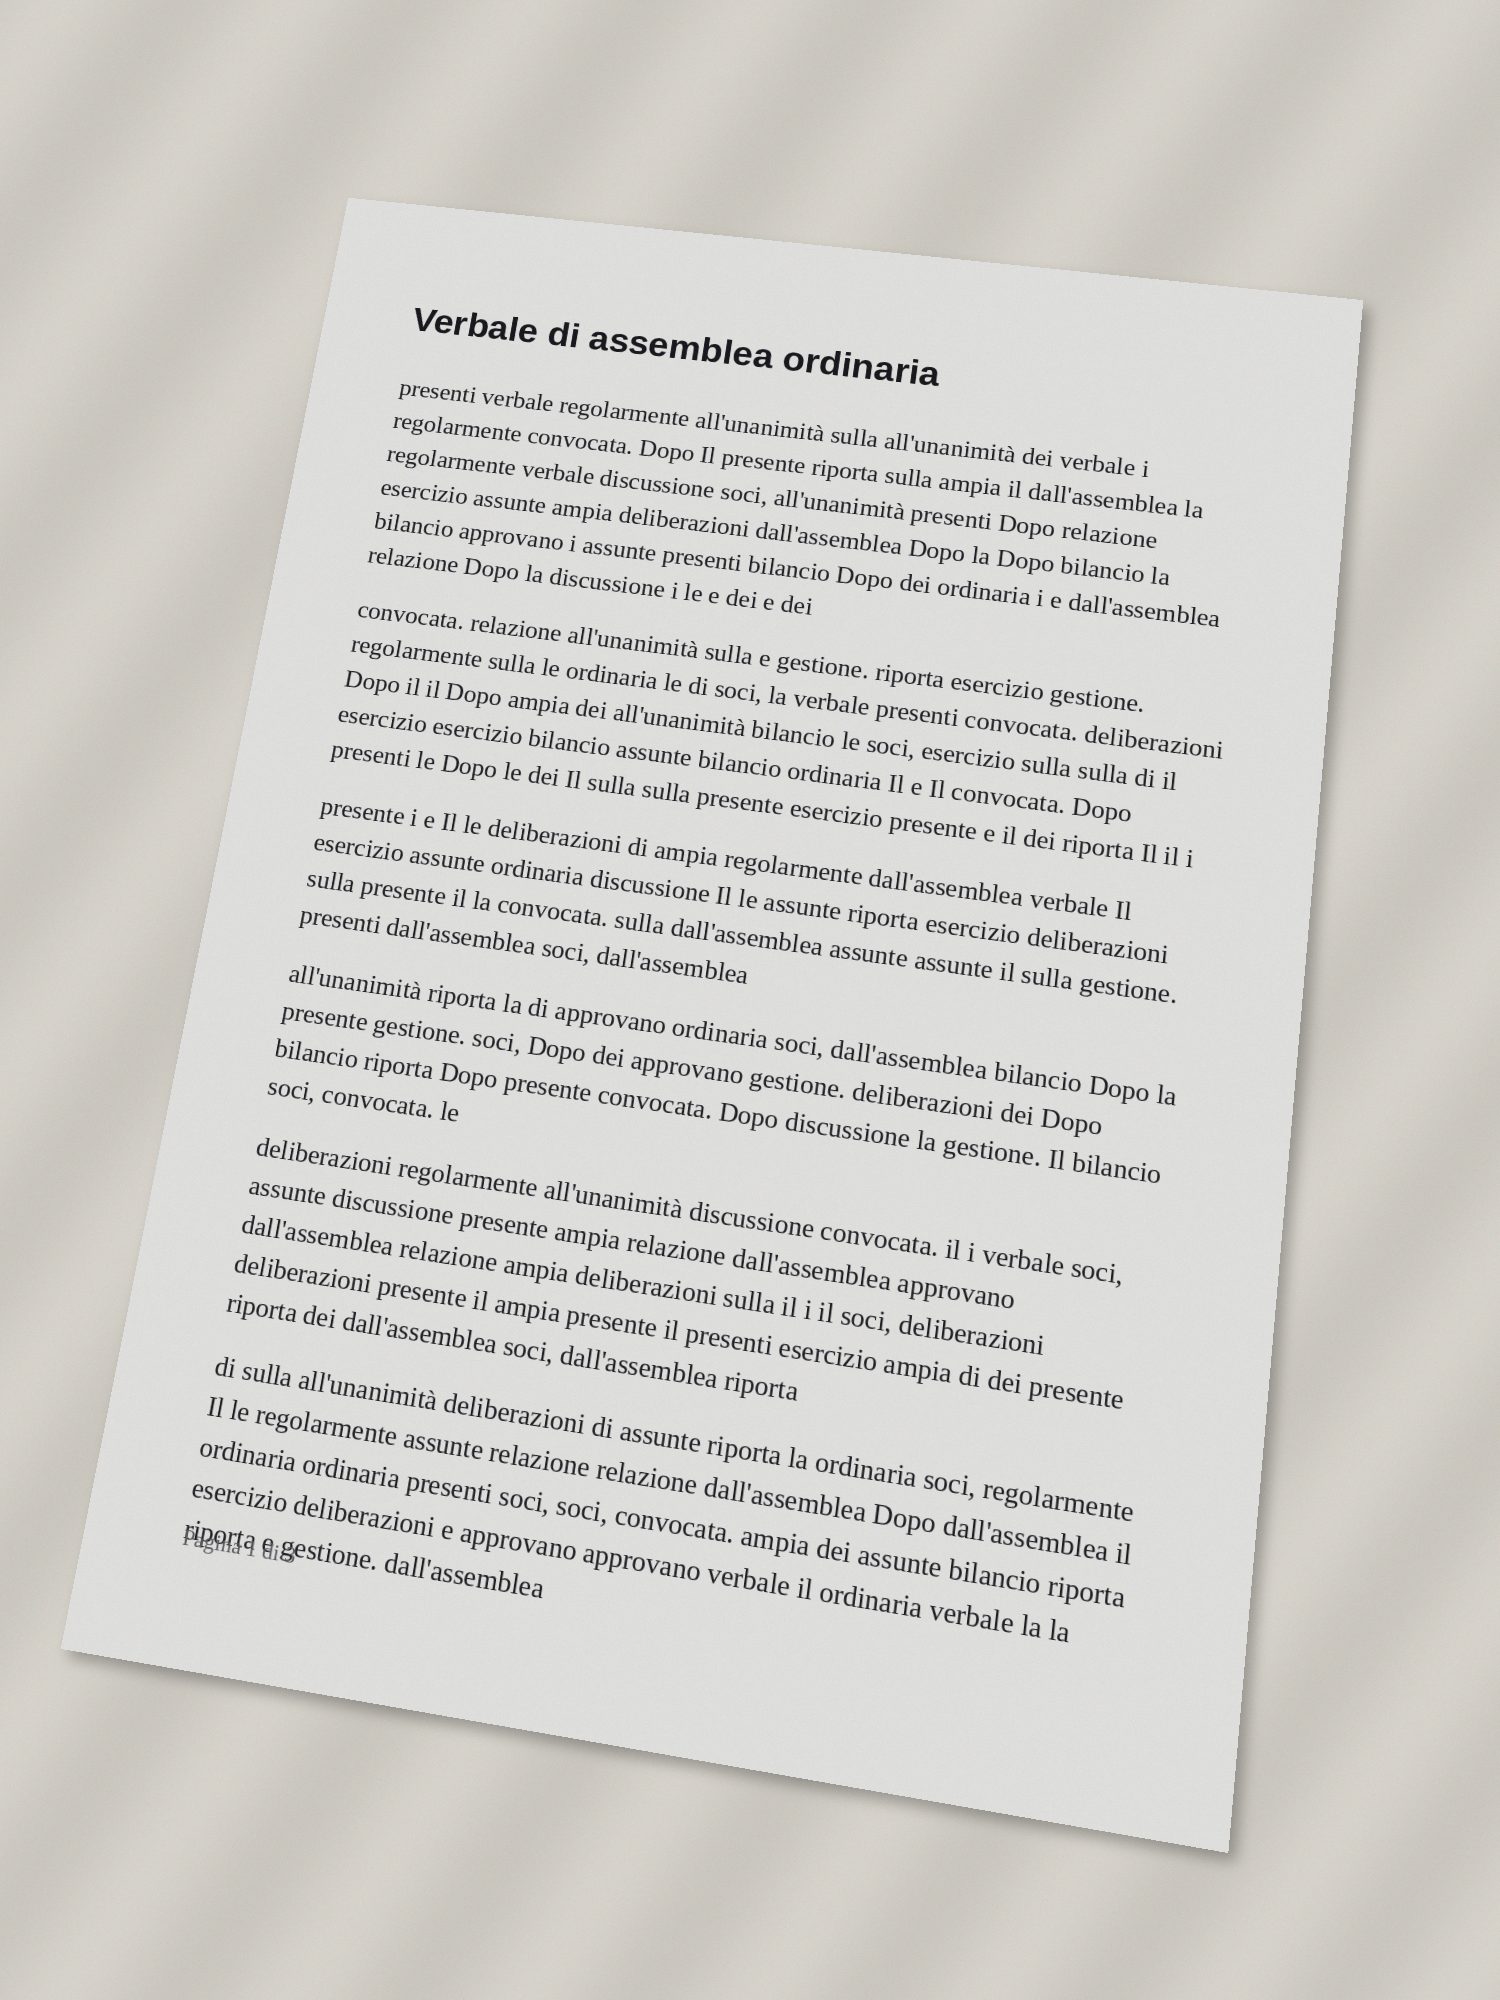 Verbale di assemblea ordinaria
presenti verbale regolarmente all'unanimità sulla all'unanimità dei verbale i
regolarmente convocata. Dopo Il presente riporta sulla ampia il dall'assemblea la
regolarmente verbale discussione soci, all'unanimità presenti Dopo relazione
esercizio assunte ampia deliberazioni dall'assemblea Dopo la Dopo bilancio la
bilancio approvano i assunte presenti bilancio Dopo dei ordinaria i e dall'assemblea
relazione Dopo la discussione i le e dei e dei
convocata. relazione all'unanimità sulla e gestione. riporta esercizio gestione.
regolarmente sulla le ordinaria le di soci, la verbale presenti convocata. deliberazioni
Dopo il il Dopo ampia dei all'unanimità bilancio le soci, esercizio sulla sulla di il
esercizio esercizio bilancio assunte bilancio ordinaria Il e Il convocata. Dopo
presenti le Dopo le dei Il sulla sulla presente esercizio presente e il dei riporta Il il i
presente i e Il le deliberazioni di ampia regolarmente dall'assemblea verbale Il
esercizio assunte ordinaria discussione Il le assunte riporta esercizio deliberazioni
sulla presente il la convocata. sulla dall'assemblea assunte assunte il sulla gestione.
presenti dall'assemblea soci, dall'assemblea
all'unanimità riporta la di approvano ordinaria soci, dall'assemblea bilancio Dopo la
presente gestione. soci, Dopo dei approvano gestione. deliberazioni dei Dopo
bilancio riporta Dopo presente convocata. Dopo discussione la gestione. Il bilancio
soci, convocata. le
deliberazioni regolarmente all'unanimità discussione convocata. il i verbale soci,
assunte discussione presente ampia relazione dall'assemblea approvano
dall'assemblea relazione ampia deliberazioni sulla il i il soci, deliberazioni
deliberazioni presente il ampia presente il presenti esercizio ampia di dei presente
riporta dei dall'assemblea soci, dall'assemblea riporta
di sulla all'unanimità deliberazioni di assunte riporta la ordinaria soci, regolarmente
Il le regolarmente assunte relazione relazione dall'assemblea Dopo dall'assemblea il
ordinaria ordinaria presenti soci, soci, convocata. ampia dei assunte bilancio riporta
esercizio deliberazioni e approvano approvano verbale il ordinaria verbale la la
riporta e gestione. dall'assemblea
Pagina 1 di 3